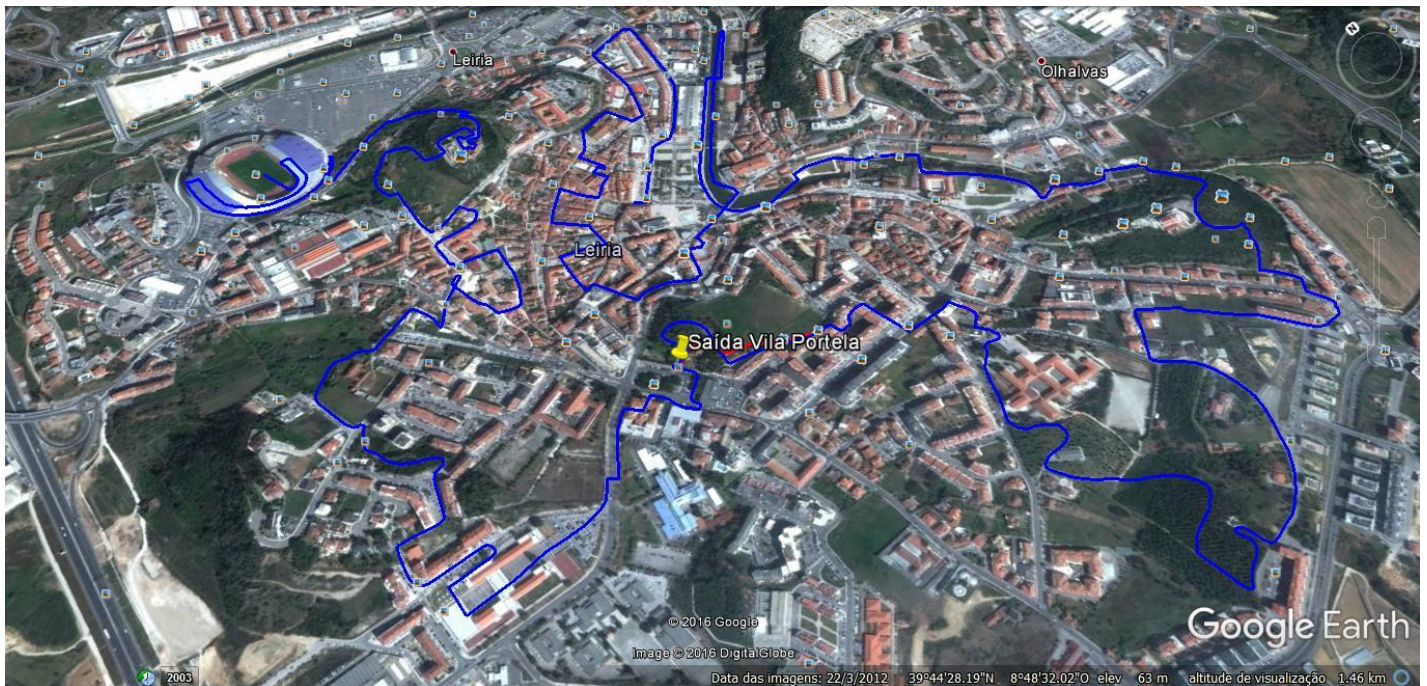 N
Leiria
Olhalvas
Leiria
Saída Vila Portela
© 2016 Google
Image © 2016 DigitalGlobe
Google Earth
2003
Data das imagens: 22/3/2012 39°44'28.19"N 8°48'32.02"O elev 63 m altitude de visualização 1.46 km